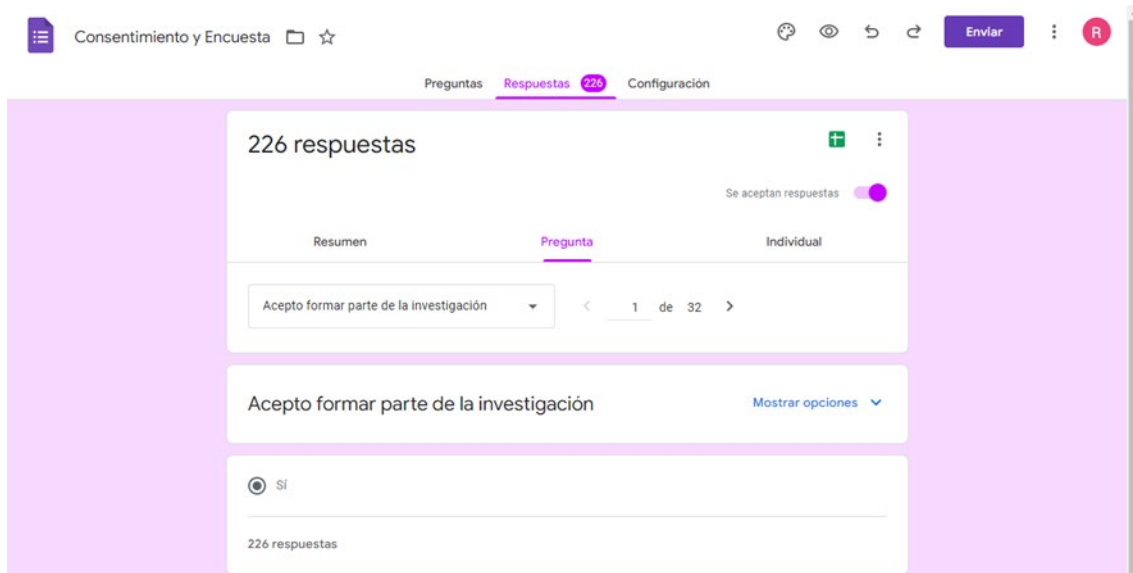 Consentimiento y Encuesta
Enviar
R
Preguntas Respuestas 226 Configuración
226 respuestas
Se aceptan respuestas
Resumen Pregunta Individual
Acepto formar parte de la investigación 1 de 32
Acepto formar parte de la investigación Mostrar opciones
Sí
226 respuestas